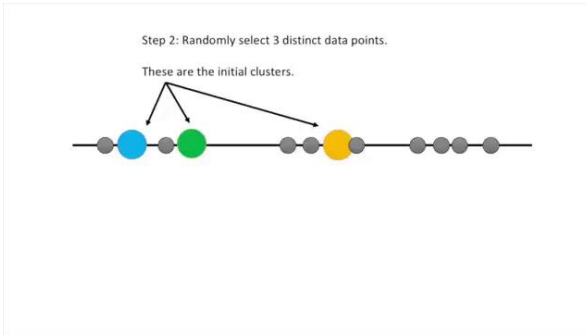 Step 2: Randomly select 3 distinct data points.
These are the initial clusters.